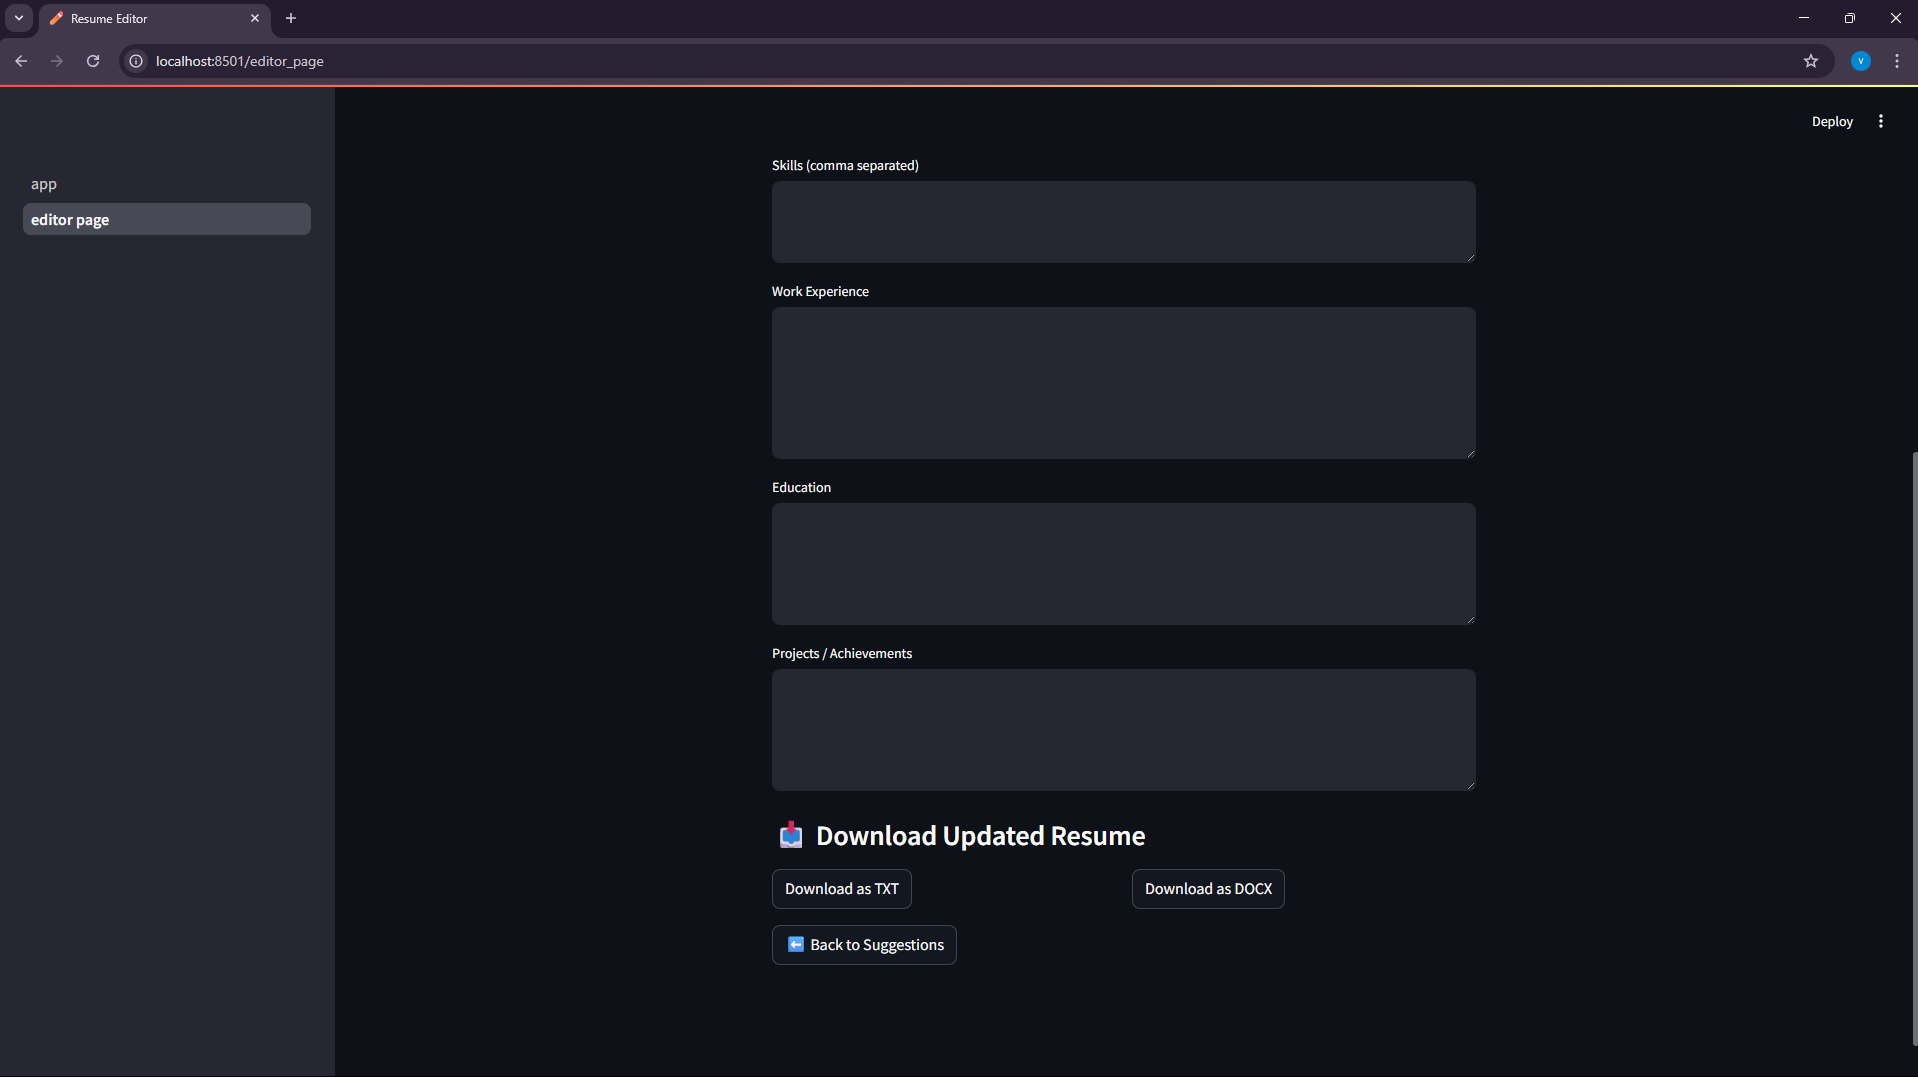 Resume Editor
localhost:8501/editor_page
V
Deploy
app
editor page
Skills (comma separated)
Work Experience
Education
Projects / Achievements
Download Updated Resume
Download as TXT
Download as DOCX
Back to Suggestions